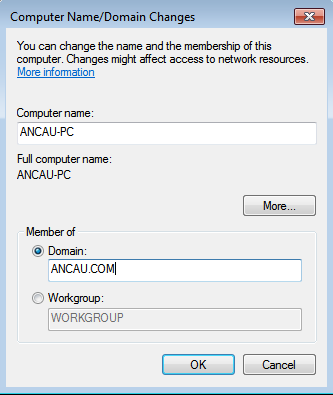 Computer Name/Domain Changes
You can change the name and the membership of this
computer. Changes might affect access to network resources.
More information
Computer name:
ANCAU-PC
Full computer name:
ANCAU-PC
More...
Member of
Domain:
ANCAU.COM
Workgroup:
WORKGROUP
OK Cancel